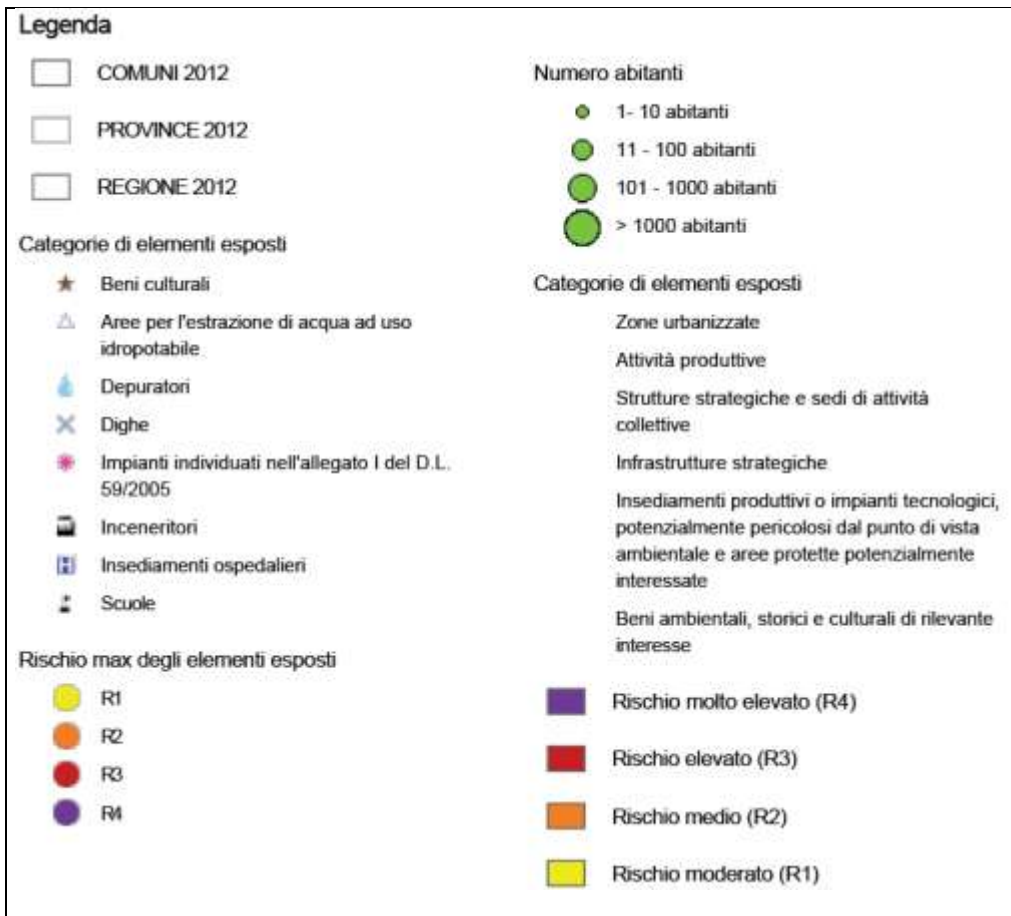 Legenda
COMUNI 2012
PROVINCE 2012
REGIONE 2012
Categorie di elementi esposti
Beni culturali
Aree per l'estrazione di acqua ad uso
idropotabile
Depuratori
Dighe
Impianti individuati nell'allegato I del D.L.
59/2005
Inceneritori
Insediamenti ospedalieri
Scuole
Rischio max degli elementi esposti
R1
R2
R3
R4
Numero abitanti
1- 10 abitanti
11 - 100 abitanti
101 - 1000 abitanti
> 1000 abitanti
Categorie di elementi esposti
Zone urbanizzate
Attività produttive
Strutture strategiche e sedi di attività
collettive
Infrastrutture strategiche
Insediamenti produttivi o impianti tecnologici,
potenzialmente pericolosi dal punto di vista
ambientale e aree protette potenzialmente
interessate
Beni ambientali, storici e culturali di rilevante
interesse
Rischio molto elevato (R4)
Rischio elevato (R3)
Rischio medio (R2)
Rischio moderato (R1)